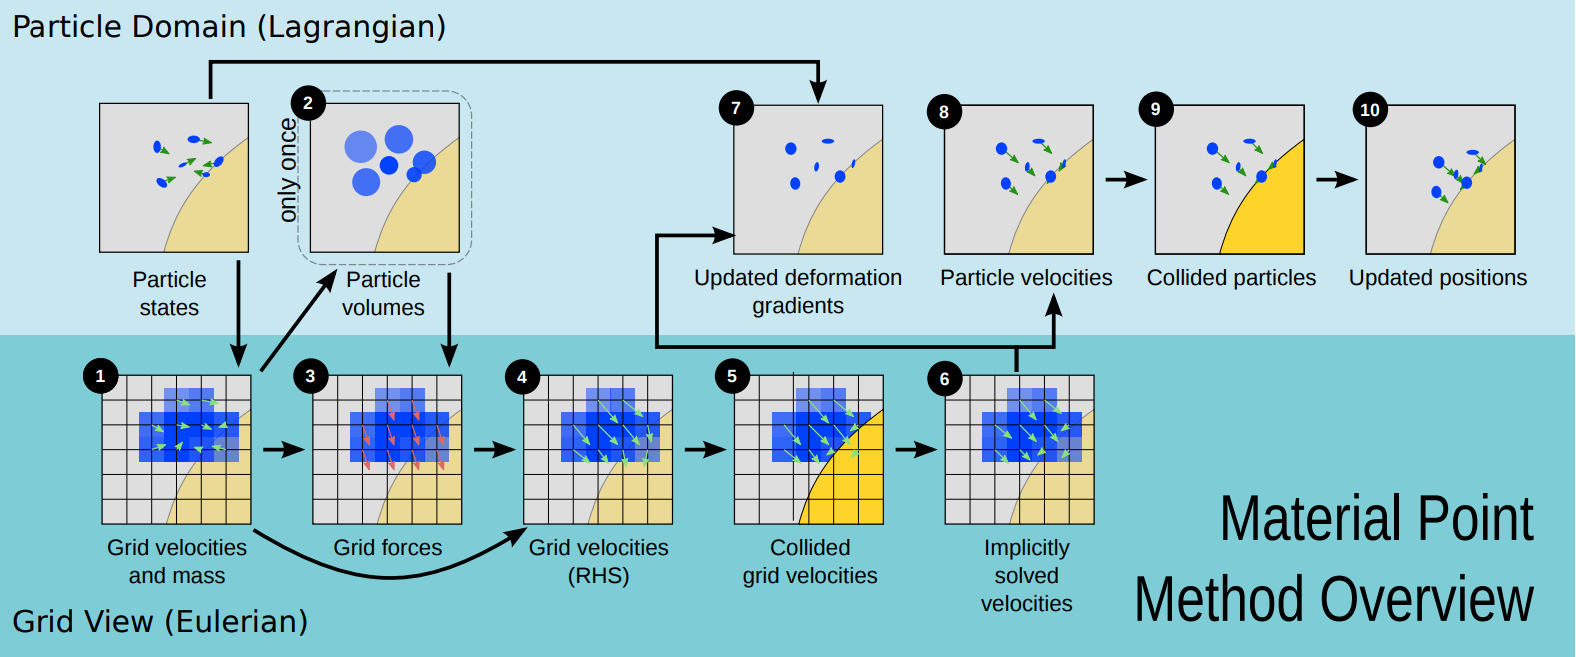 Particle Domain (Lagrangian)
2
7
8
9
10
only once
Particle
states
Particle
volumes
Updated deformation
gradients
Particle velocities
Collided particles
Updated positions
1
3
4
5
6
Grid velocities
and mass
Grid forces
Grid velocities
(RHS)
Collided
grid velocities
Implicitly
solved
velocities
Material Point
Method Overview
Grid View (Eulerian)